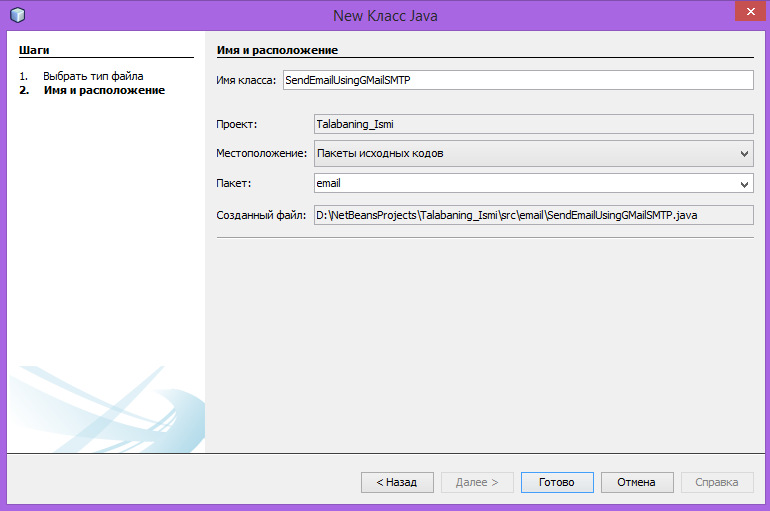 New Класс Java
Шаги
1. Выбрать тип файла
2. Имя и расположение
Имя и расположение
Имя класса: SendEmailUsingGMailSMTP
Проект: Talabaning_Ismi
Местоположение: Пакеты исходных кодов
Пакет: email
Созданный файл: D:\NetBeansProjects\Talabaning_Ismi\src\email\SendEmailUsingGMailSMTP.java
< Назад Далее > Готово Отмена Справка